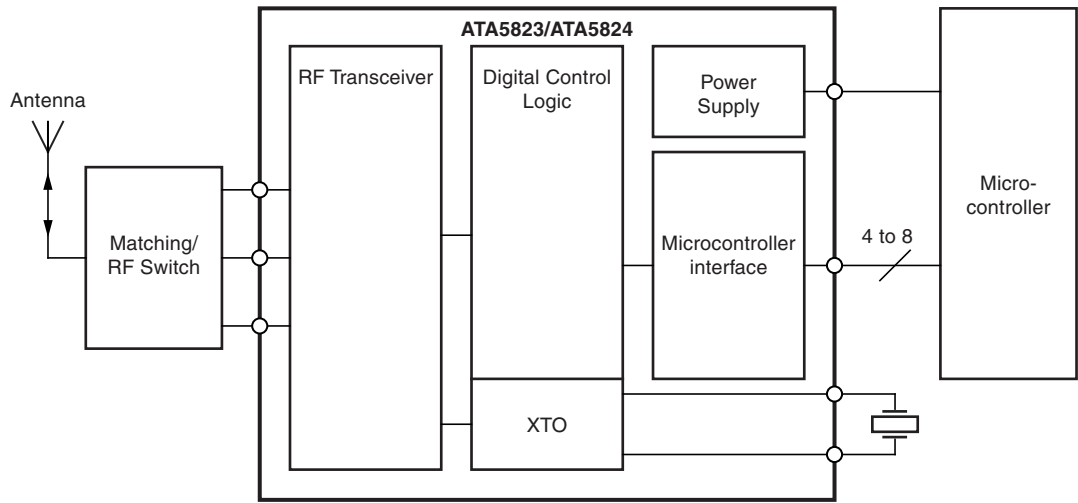 ATA5823/ATA5824
RF Transceiver
Digital Control
Logic
Power
Supply
Antenna
Matching/
RF Switch
Microcontroller
interface
4 to 8
Micro-
controller
XTO